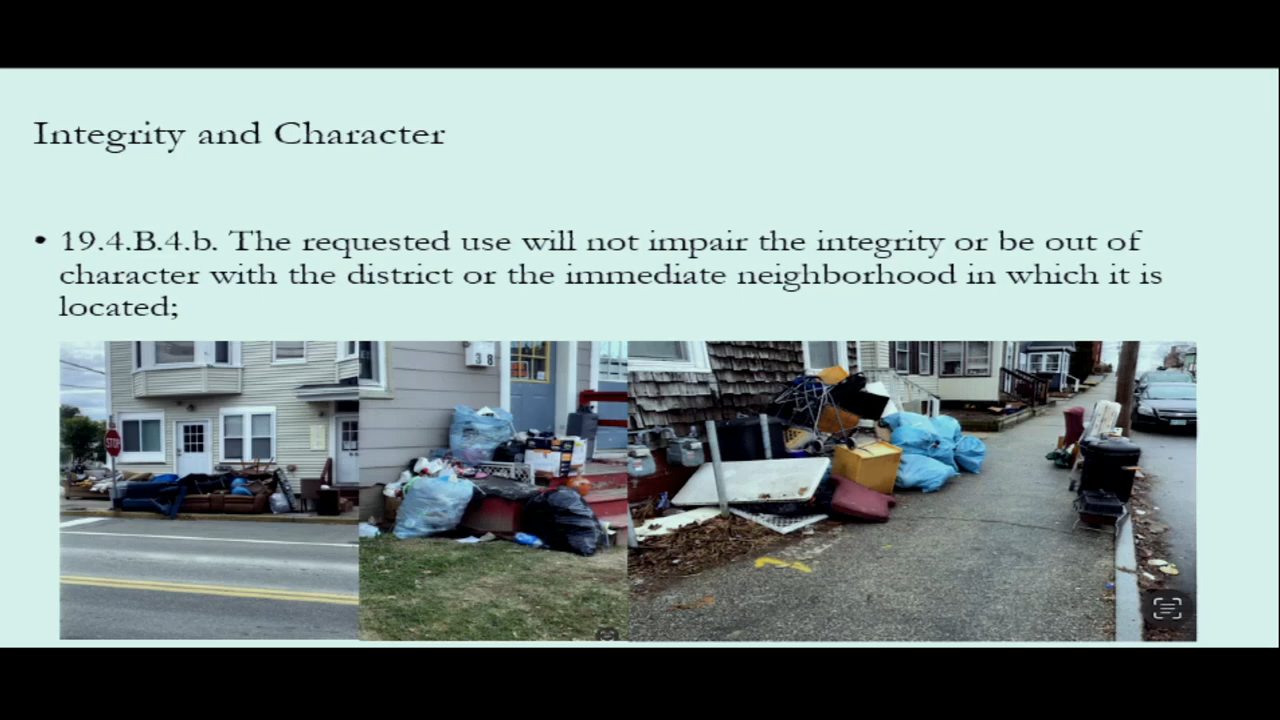 Integrity and Character
• 19.4.B.4.b. The requested use will not impair the integrity or be out of
character with the district or the immediate neighborhood in which it is
located;
STOP
38